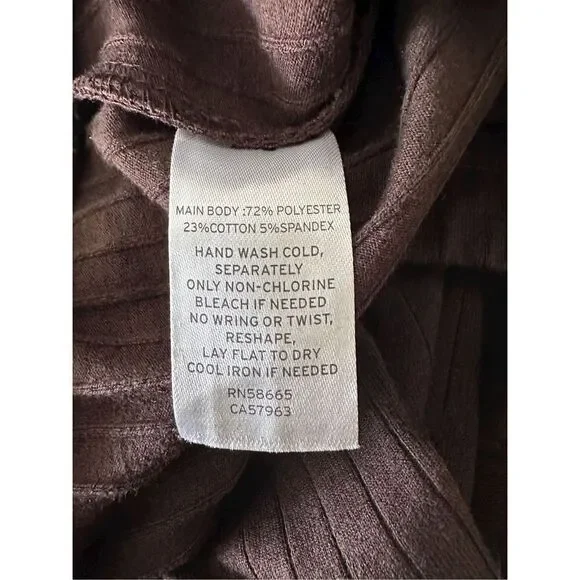 MAIN BODY :72% POLYESTER
23%COTTON 5%SPANDEX
HAND WASH COLD,
SEPARATELY
ONLY NON-CHLORINE
BLEACH IF NEEDED
NO WRING OR TWIST,
RESHAPE,
LAY FLAT TO DRY
COOL IRON IF NEEDED
RN58665
CA57963